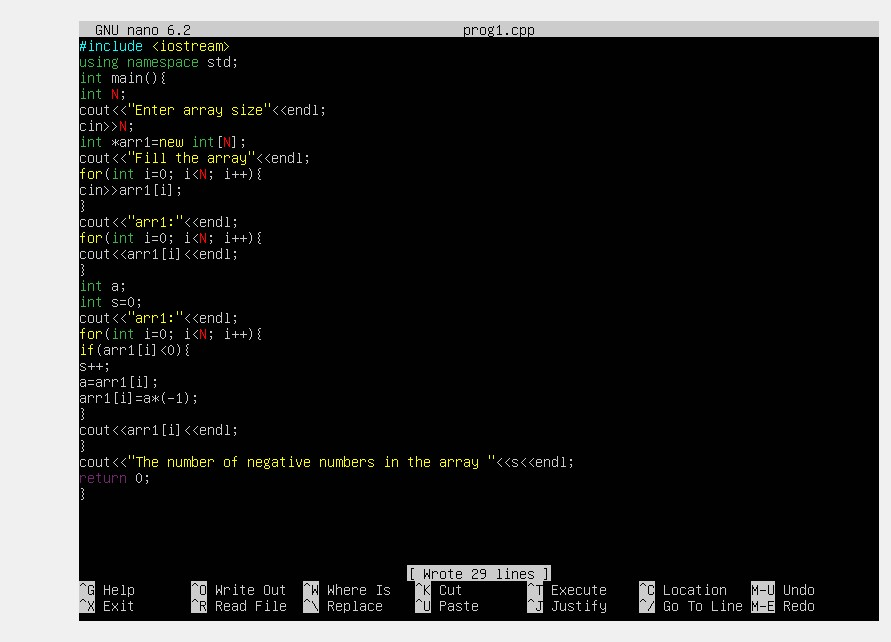 GNU nano 6.2 prog1.cpp
#include <iostream>
using namespace std;
int main(){
int N;
cout<<"Enter array size"<<endl;
cin>>N;
int *arr1=new int[N];
cout<<"Fill the array"<<endl;
for(int i=0; i<N; i++){
cin>>arr1[i];
}
cout<<"arr1:"<<endl;
for(int i=0; i<N; i++){
cout<<arr1[i]<<endl;
}
int a;
int s=0;
cout<<"arr1:"<<endl;
for(int i=0; i<N; i++){
if(arr1[i]<0){
s++;
a=arr1[i];
arr1[i]=a*(-1);
}
cout<<arr1[i]<<endl;
}
cout<<"The number of negative numbers in the array "<<s<<endl;
return 0;
}
[ Wrote 29 lines ]
^G Help ^O Write Out ^W Where Is ^K Cut ^T Execute ^C Location M-U Undo
^X Exit ^R Read File ^\ Replace ^U Paste ^J Justify ^/ Go To Line M-E Redo